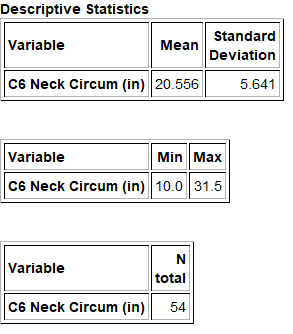 Descriptive Statistics
Variable Mean Standard Deviation
C6 Neck Circum (in) 20.556 5.641
Variable Min Max
C6 Neck Circum (in) 10.0 31.5
Variable N total
C6 Neck Circum (in) 54